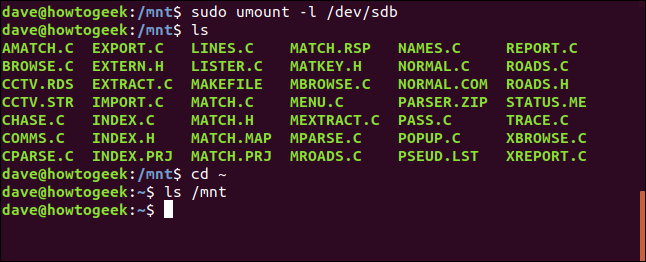 dave@howtogeek:/mnt$ sudo umount -l /dev/sdb
dave@howtogeek:/mnt$ ls
AMATCH.C EXPORT.C LINES.C MATCH.RSP NAMES.C REPORT.C
BROWSE.C EXTERN.H LISTER.C MATKEY.H NORMAL.C ROADS.C
CCTV.RDS EXTRACT.C MAKEFILE MBROWSE.C NORMAL.COM ROADS.H
CCTV.STR IMPORT.C MATCH.C MENU.C PARSER.ZIP STATUS.ME
CHASE.C INDEX.C MATCH.H MEXTRACT.C PASS.C TRACE.C
COMMS.C INDEX.H MATCH.MAP MPARSE.C POPUP.C XBROWSE.C
CPARSE.C INDEX.PRJ MATCH.PRJ MROADS.C PSEUD.LST XREPORT.C
dave@howtogeek:/mnt$ cd ~
dave@howtogeek:~$ ls /mnt
dave@howtogeek:~$